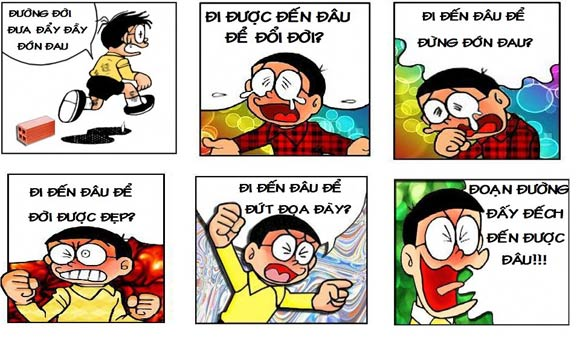 ĐƯỜNG ĐỜI
ĐƯA ĐẨY ĐẦY
ĐỚN ĐAU
ĐI ĐƯỢC ĐẾN ĐÂU
ĐỂ ĐỔI ĐỜI?
ĐI ĐẾN ĐÂU ĐỂ
ĐỪNG ĐỚN ĐAU?
ĐI ĐẾN ĐÂU ĐỂ
ĐỜI ĐƯỢC ĐẸP?
ĐI ĐẾN ĐÂU ĐỂ
ĐỨT ĐỌA ĐÀY?
ĐOẠN ĐƯỜNG
ĐẤY ĐẾCH
ĐẾN ĐƯỢC
ĐÂU!!!